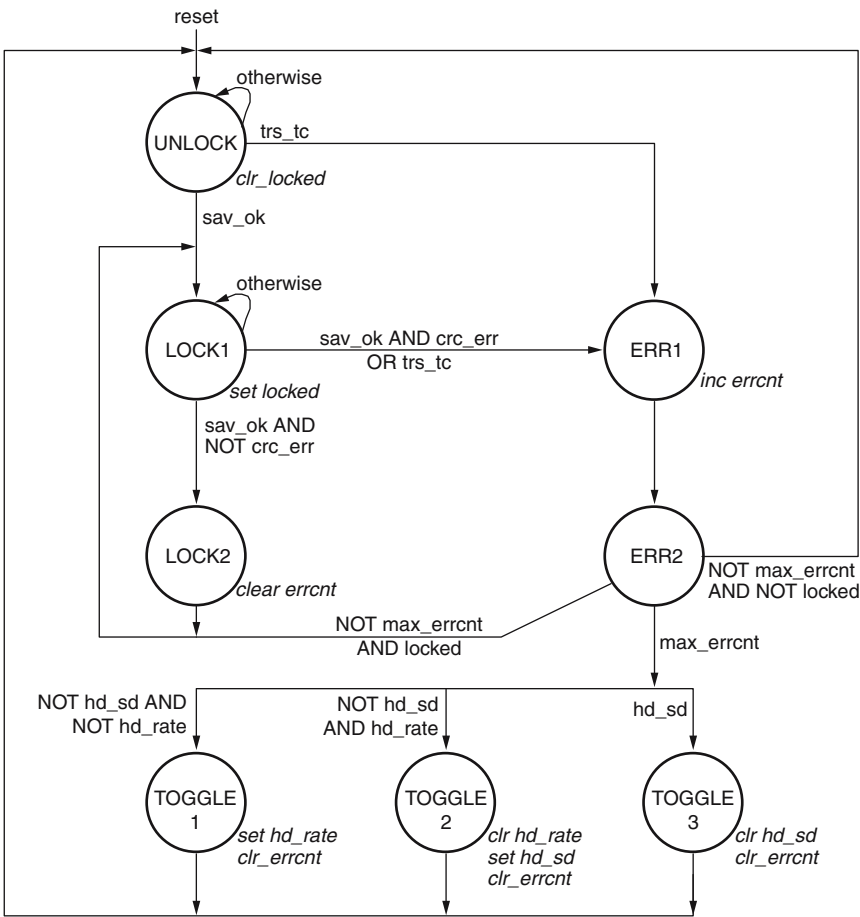 reset
otherwise
UNLOCK
trs_tc
clr_locked
sav_ok
otherwise
LOCK1
sav_ok AND crc_err
OR trs_tc
ERR1
set locked
inc errcnt
sav_ok AND
NOT crc_err
LOCK2
clear errcnt
ERR2
NOT max_errcnt
AND NOT locked
NOT max_errcnt
AND locked
max_errcnt
NOT hd_sd AND
NOT hd_rate
NOT hd_sd
AND hd_rate
hd_sd
TOGGLE
1
set hd_rate
clr_errcnt
TOGGLE
2
clr hd_rate
set hd_sd
clr_errcnt
TOGGLE
3
clr hd_sd
clr_errcnt